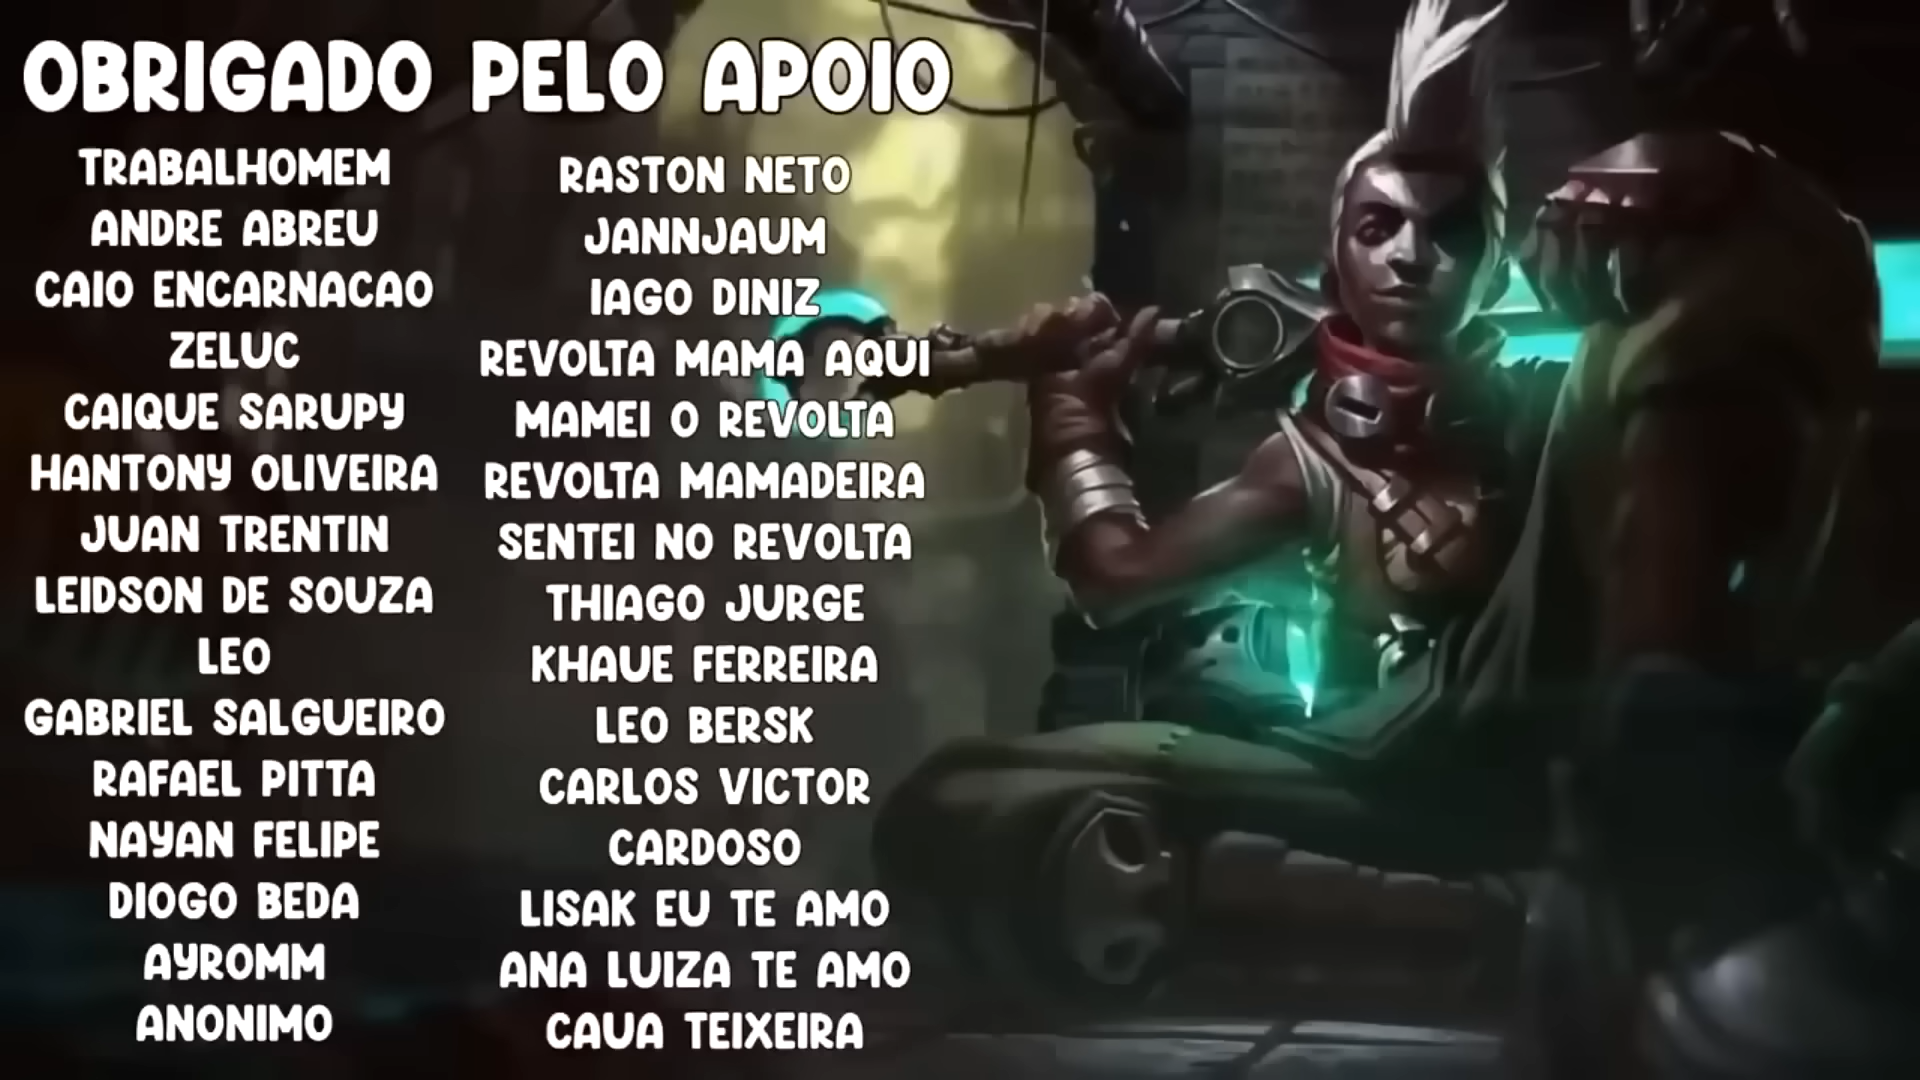 OBRIGADO PELO APOIO
TRABALHOMEM
ANDRE ABREU
CAIO ENCARNACAO
ZELUC
CAIQUE SARUPY
HANTONY OLIVEIRA
JUAN TRENTIN
LEIDSON DE SOUZA
LEO
GABRIEL SALGUEIRO
RAFAEL PITTA
NAYAN FELIPE
DIOGO BEDA
AYROMM
ANONIMO
RASTON NETO
JANNJAUM
IAGO DINIZ
REVOLTA MAMA AQUI
MAMEI O REVOLTA
REVOLTA MAMADEIRA
SENTEI NO REVOLTA
THIAGO JURGE
KHAUE FERREIRA
LEO BERSK
CARLOS VICTOR
CARDOSO
LISAK EU TE AMO
ANA LUIZA TE AMO
CAUA TEIXEIRA